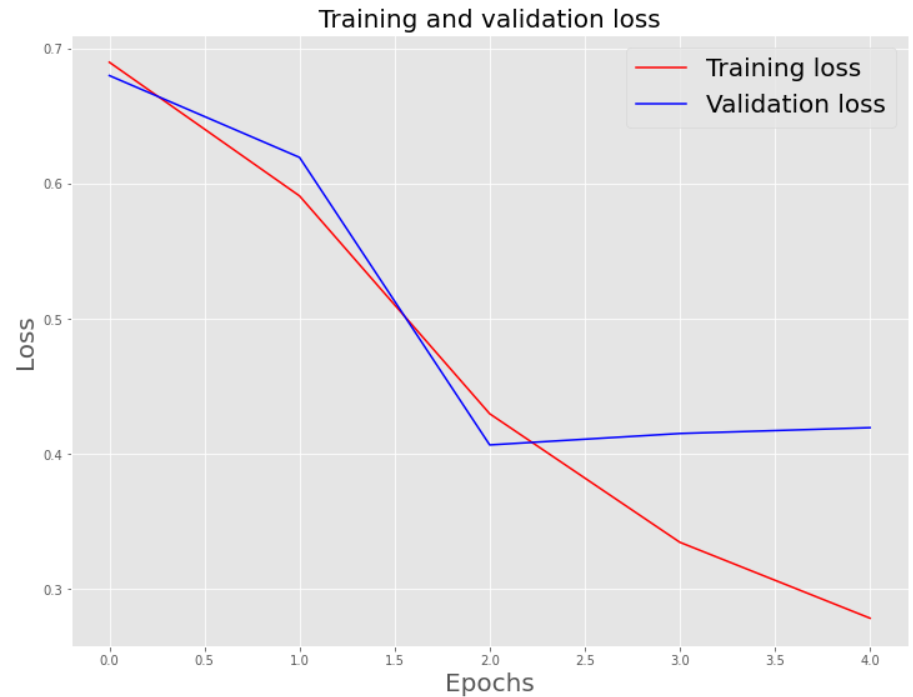 Training and validation loss
Training loss
Validation loss
0.7
0.6
0.5
0.4
0.3
Loss
0.0 0.5 1.0 1.5 2.0 2.5 3.0 3.5 4.0
Epochs